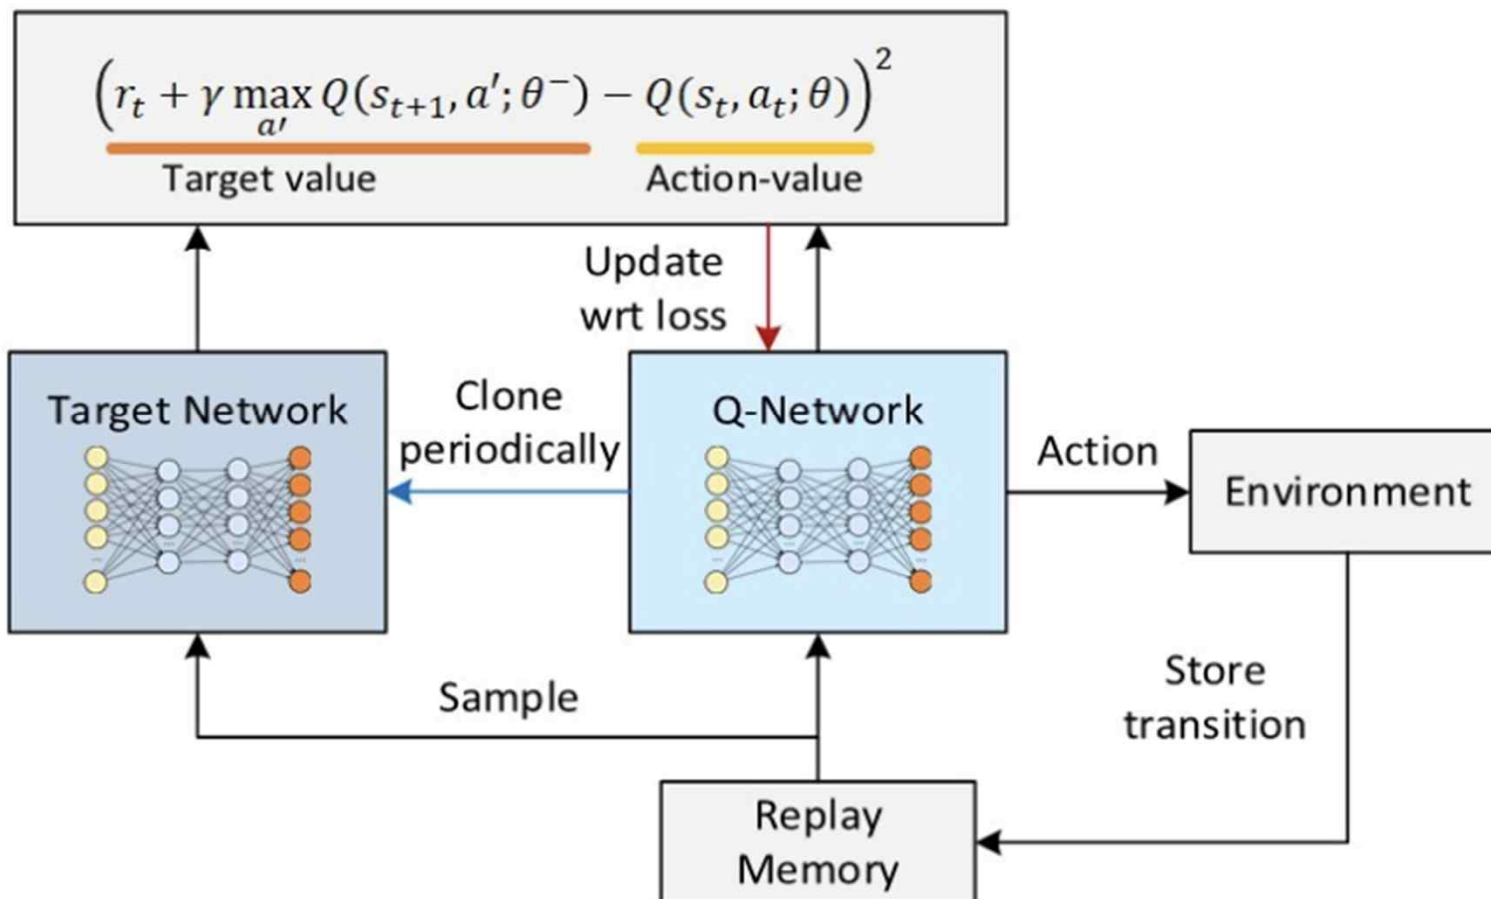 (r_t + γ max_{a'} Q(s_{t+1}, a'; θ^-) − Q(s_t, a_t; θ))^2
Target value
Action-value
Update
wrt loss
Target Network
Clone
periodically
Q-Network
Action
Environment
Sample
Store
transition
Replay
Memory